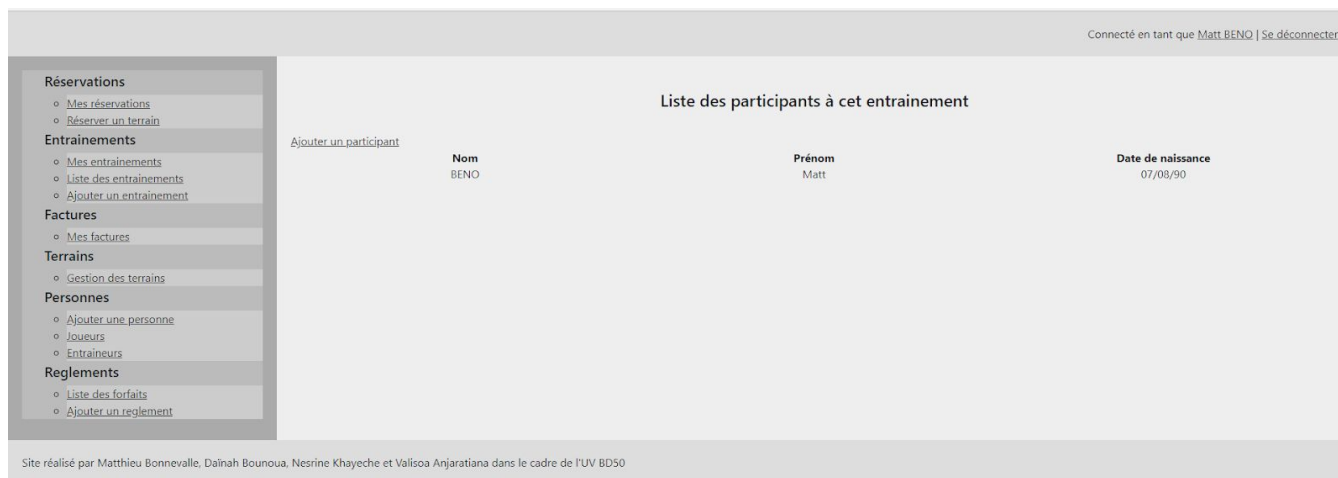 Connecté en tant que Matt BENO | Se déconnecter
Réservations
Mes réservations
Réserver un terrain
Entrainements
Mes entrainements
Liste des entrainements
Ajouter un entrainement
Factures
Mes factures
Terrains
Gestion des terrains
Personnes
Ajouter une personne
Joueurs
Entraineurs
Reglements
Liste des forfaits
Ajouter un reglement
Liste des participants à cet entrainement
Ajouter un participant
Nom Prénom Date de naissance
BENO Matt 07/08/90
Site réalisé par Matthieu Bonnevalle, Daïnah Bounoua, Nesrine Khayeche et Valisoa Anjaratiana dans le cadre de l'UV BD50